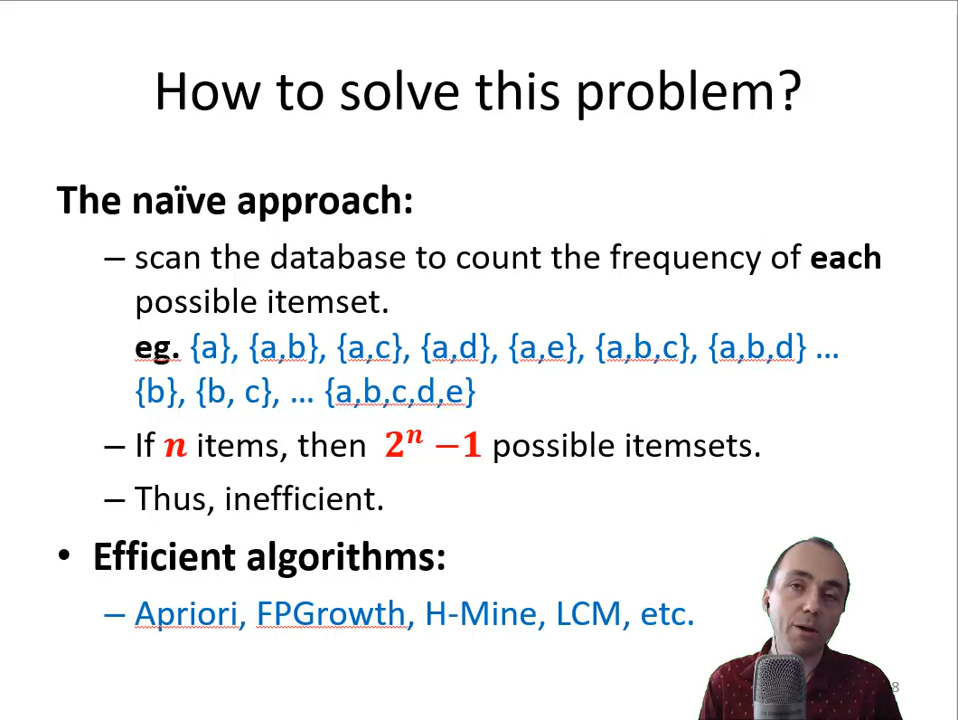 How to solve this problem?
The naïve approach:
– scan the database to count the frequency of each
possible itemset.
eg. {a}, {a,b}, {a,c}, {a,d}, {a,e}, {a,b,c}, {a,b,d} …
{b}, {b, c}, … {a,b,c,d,e}
– If n items, then 2ⁿ −1 possible itemsets.
– Thus, inefficient.
• Efficient algorithms:
– Apriori, FPGrowth, H-Mine, LCM, etc.
8